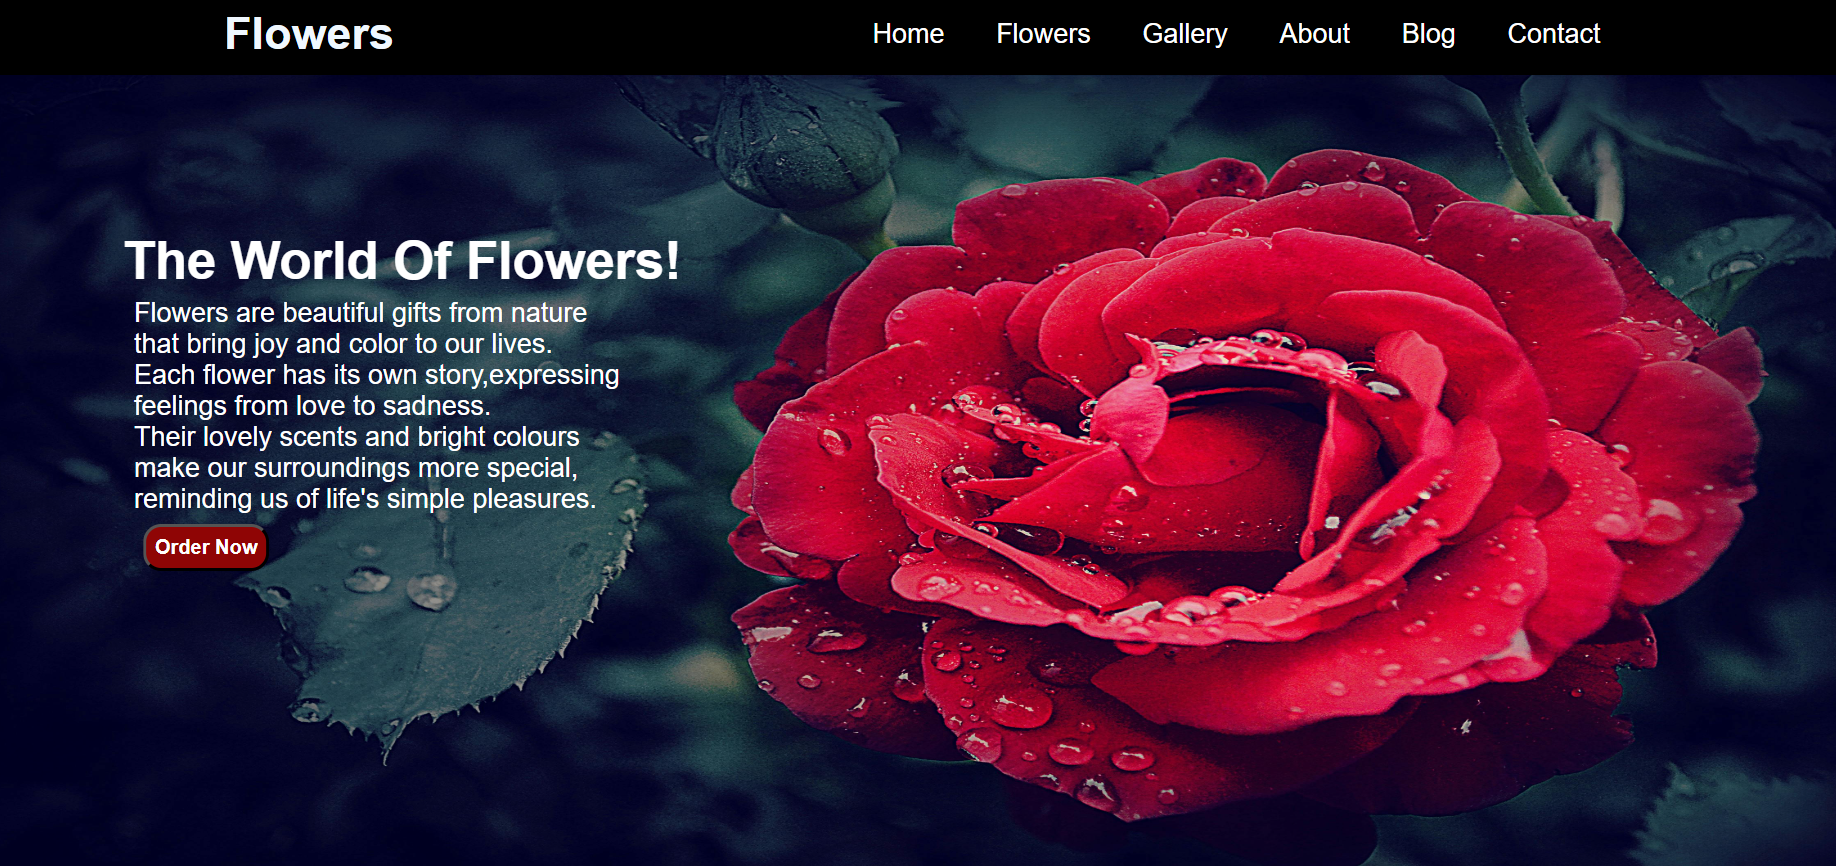 Flowers
Home Flowers Gallery About Blog Contact
The World Of Flowers!
Flowers are beautiful gifts from nature
that bring joy and color to our lives.
Each flower has its own story,expressing
feelings from love to sadness.
Their lovely scents and bright colours
make our surroundings more special,
reminding us of life's simple pleasures.
Order Now